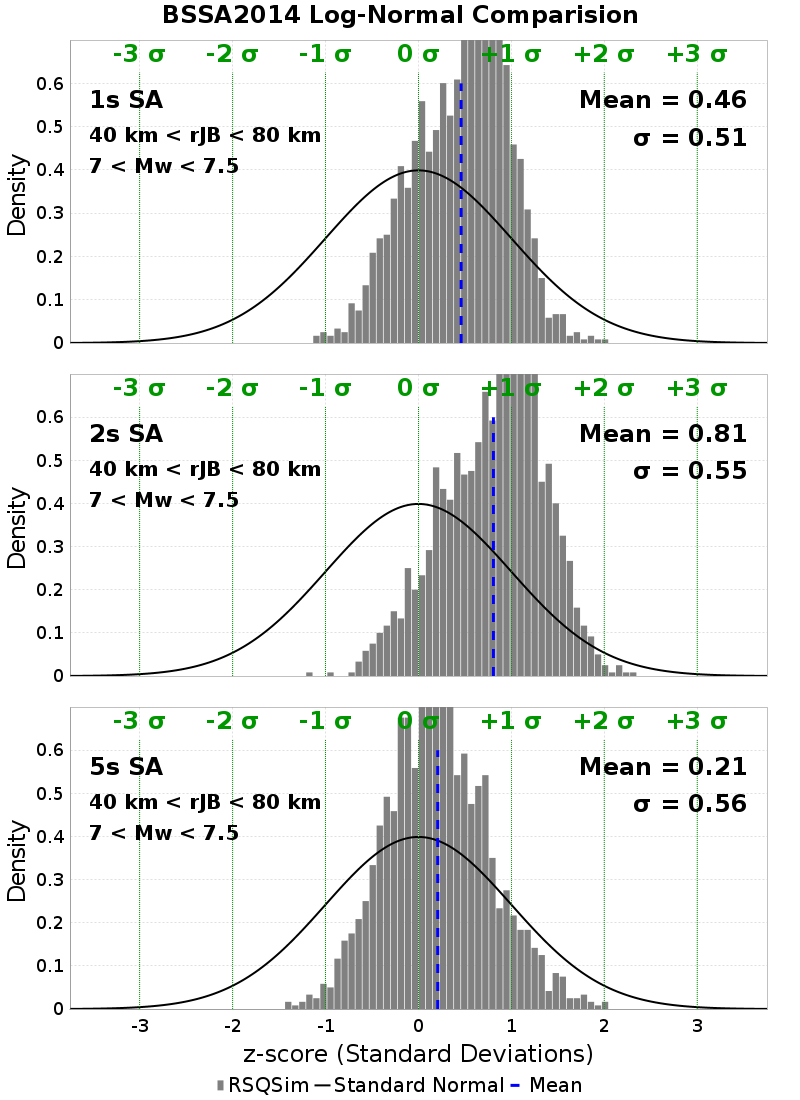 BSSA2014 Log-Normal Comparision
-3 σ -2 σ -1 σ 0 σ +1 σ +2 σ +3 σ
1s SA
40 km < rJB < 80 km
7 < Mw < 7.5
Mean = 0.46
σ = 0.51
Density
0.6
0.5
0.4
0.3
0.2
0.1
0
-3 σ -2 σ -1 σ 0 σ +1 σ +2 σ +3 σ
2s SA
40 km < rJB < 80 km
7 < Mw < 7.5
Mean = 0.81
σ = 0.55
Density
0.6
0.5
0.4
0.3
0.2
0.1
0
-3 σ -2 σ -1 σ 0 σ +1 σ +2 σ +3 σ
5s SA
40 km < rJB < 80 km
7 < Mw < 7.5
Mean = 0.21
σ = 0.56
Density
0.6
0.5
0.4
0.3
0.2
0.1
0
-3 -2 -1 0 1 2 3
z-score (Standard Deviations)
RSQSim Standard Normal Mean